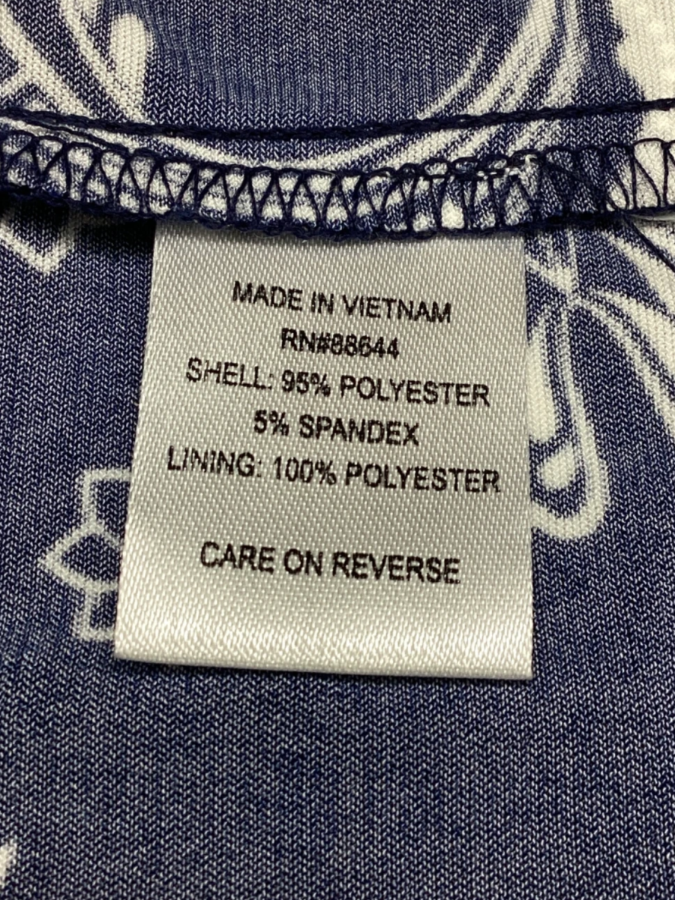 MADE IN VIETNAM
RN#88644
SHELL: 95% POLYESTER
5% SPANDEX
LINING: 100% POLYESTER
CARE ON REVERSE